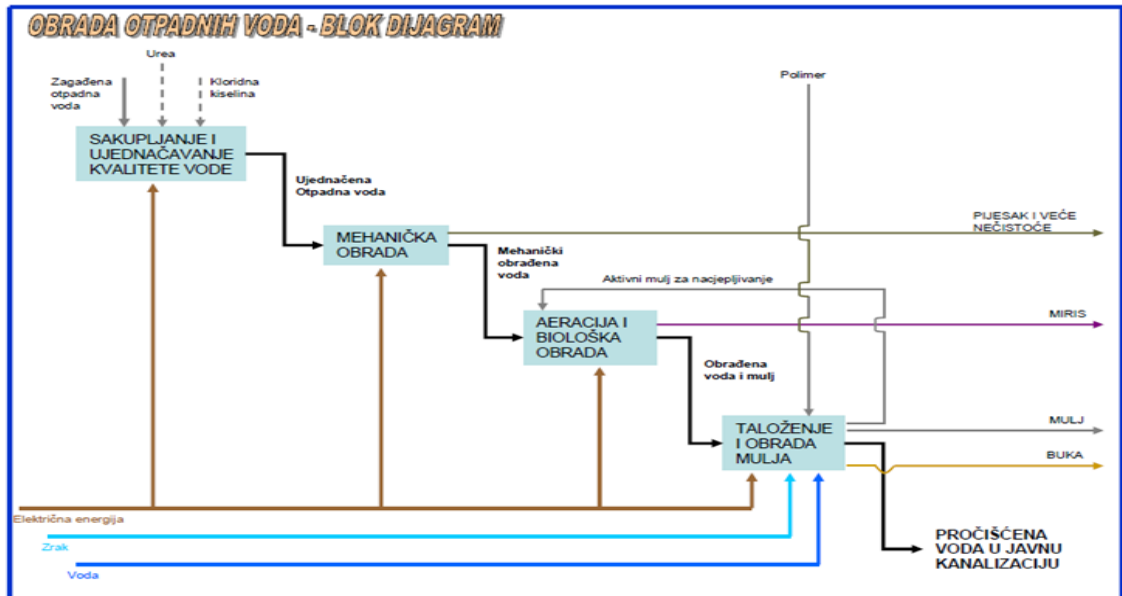 OBRADA OTPADNIH VODA - BLOK DIJAGRAM
Urea
Zagađena
otpadna
voda
Kloridna
kiselina
Polimer
SAKUPLJANJE I
UJEDNAČAVANJE
KVALITETE VODE
Ujednačena
Otpadna voda
PIJESAK I VEĆE
NEČISTOĆE
MEHANIČKA
OBRADA
Mehanički
obrađena
voda
Aktivni mulj za nacjepljivanje
AERACIJA I
BIOLOŠKA
OBRADA
MIRIS
Obrađena
voda i mulj
TALOŽENJE
I OBRADA
MULJA
MULJ
BUKA
Električna energija
Zrak
Voda
PROČIŠĆENA
VODA U JAVNU
KANALIZACIJU